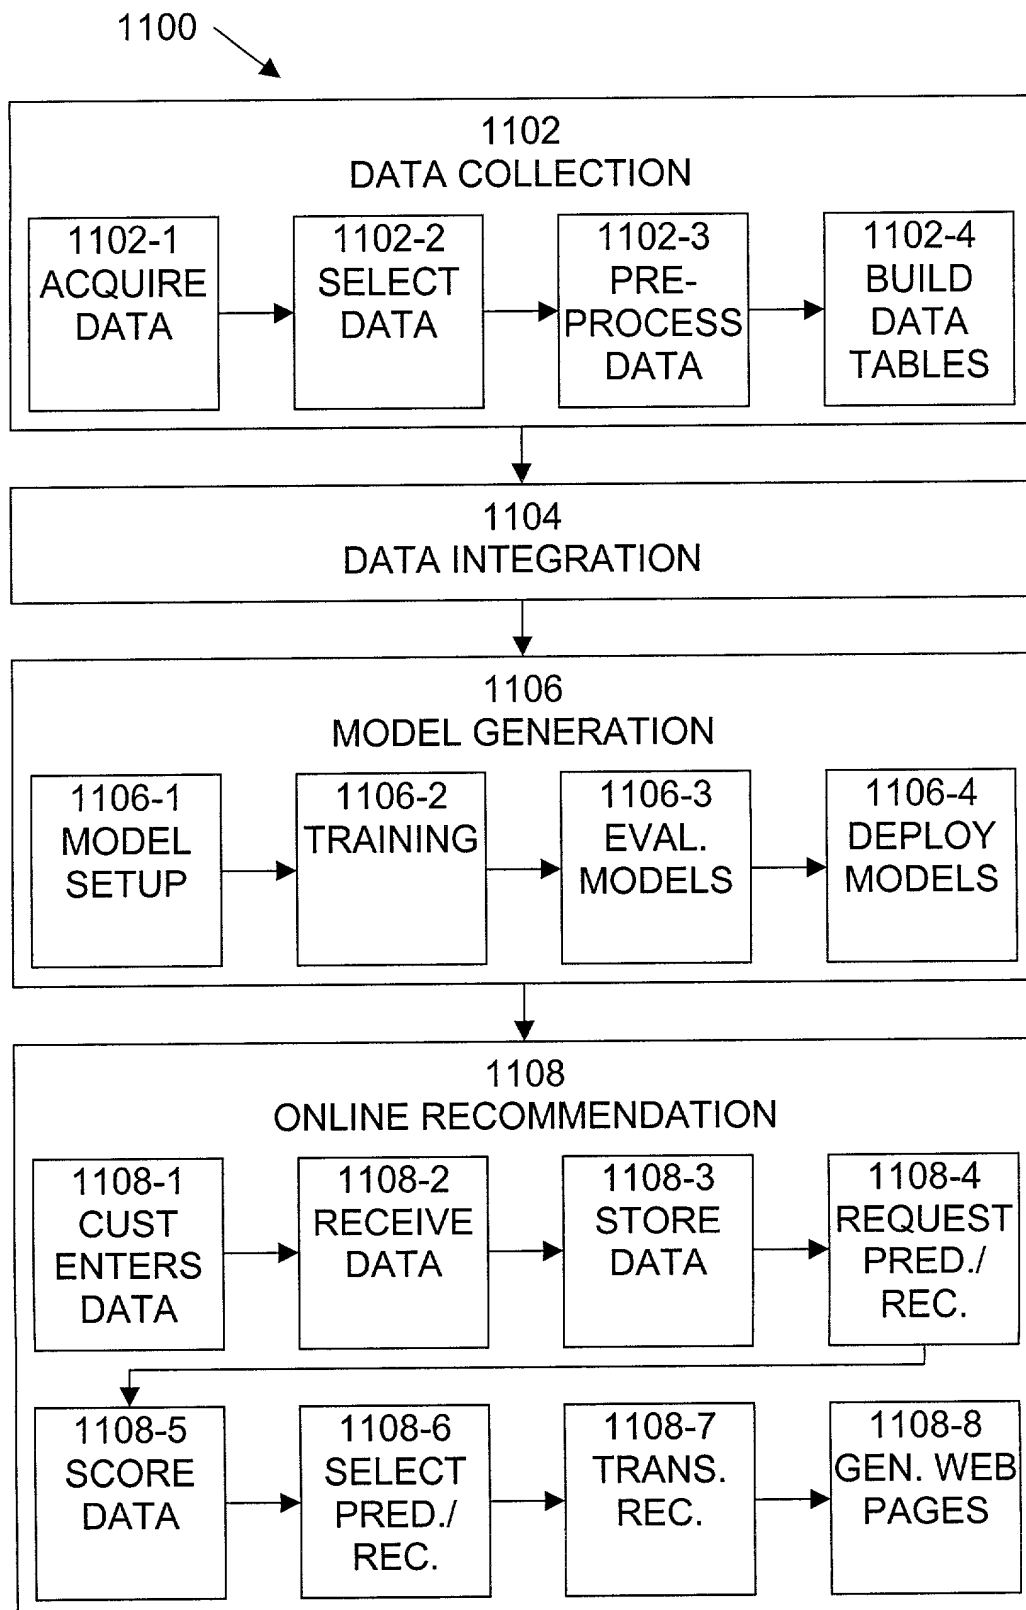 1100
1102
DATA COLLECTION
1102-1
ACQUIRE
DATA
1102-2
SELECT
DATA
1102-3
PRE-
PROCESS
DATA
1102-4
BUILD
DATA
TABLES
1104
DATA INTEGRATION
1106
MODEL GENERATION
1106-1
MODEL
SETUP
1106-2
TRAINING
1106-3
EVAL.
MODELS
1106-4
DEPLOY
MODELS
1108
ONLINE RECOMMENDATION
1108-1
CUST
ENTERS
DATA
1108-2
RECEIVE
DATA
1108-3
STORE
DATA
1108-4
REQUEST
PRED./
REC.
1108-5
SCORE
DATA
1108-6
SELECT
PRED./
REC.
1108-7
TRANS.
REC.
1108-8
GEN. WEB
PAGES